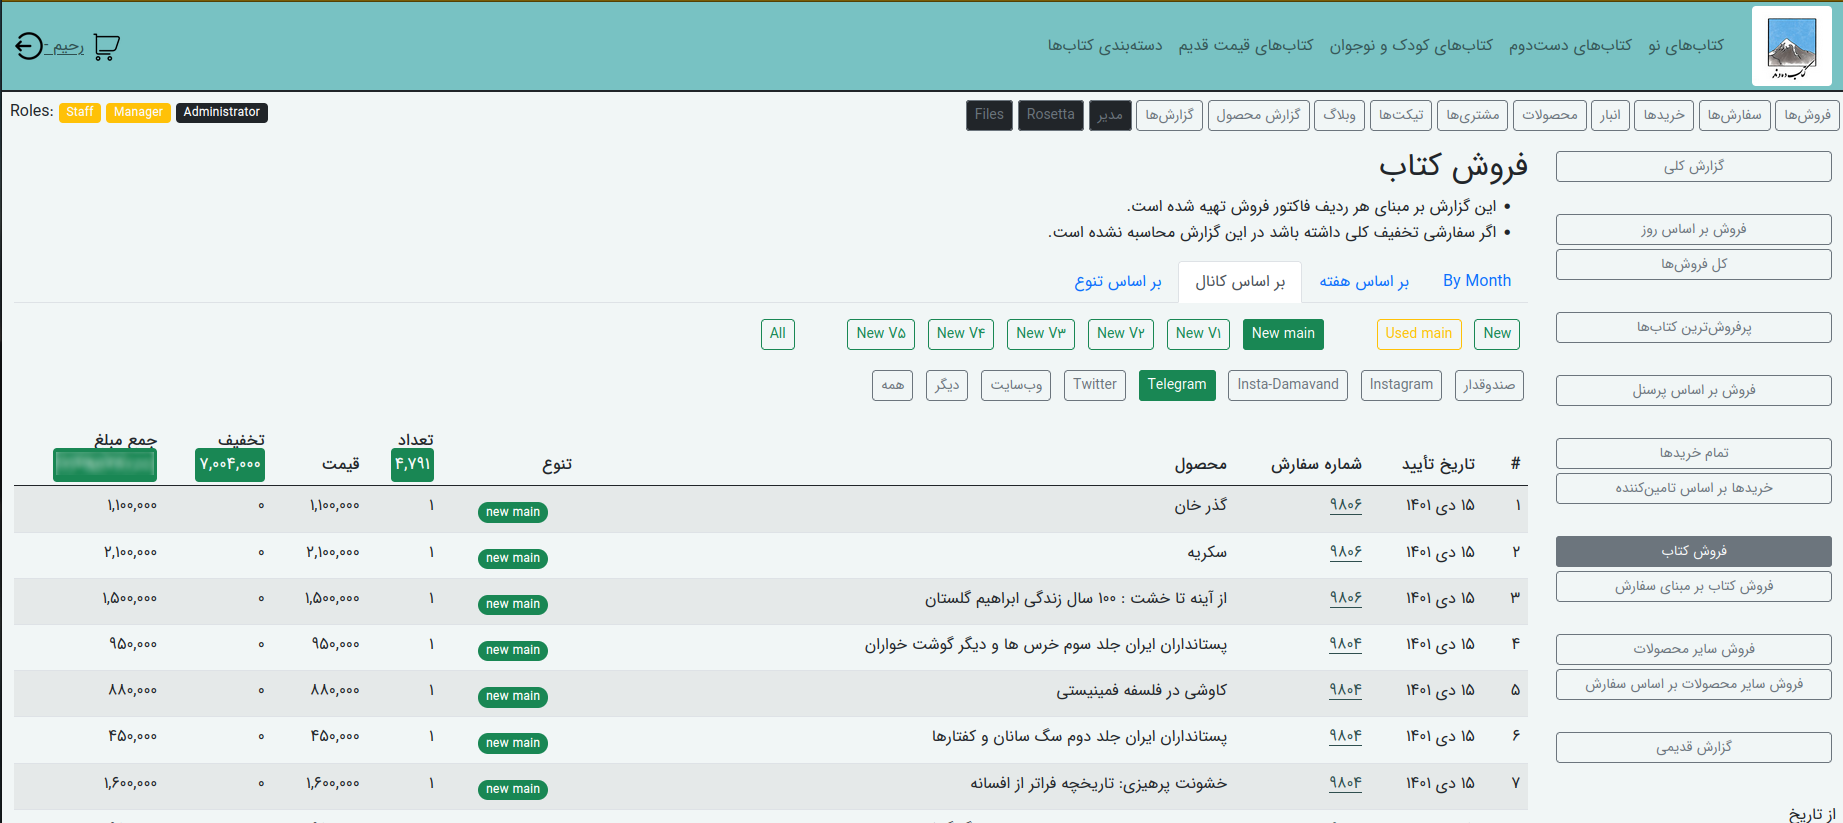 کتاب دماوند
کتاب‌های نو کتاب‌های دست‌دوم کتاب‌های کودک و نوجوان کتاب‌های قیمت قدیم دسته‌بندی کتاب‌ها
رحیم -
فروش‌ها سفارش‌ها خریدها انبار محصولات مشتری‌ها تیکت‌ها وبلاگ گزارش محصول گزارش‌ها مدیر Rosetta Files
Roles: Staff Manager Administrator
گزارش کلی
فروش بر اساس روز
کل فروش‌ها
پرفروش‌ترین کتاب‌ها
فروش بر اساس پرسنل
تمام خریدها
خریدها بر اساس تامین‌کننده
فروش کتاب
فروش کتاب بر مبنای سفارش
فروش سایر محصولات
فروش سایر محصولات بر اساس سفارش
گزارش قدیمی
از تاریخ
فروش کتاب
• این گزارش بر مبنای هر ردیف فاکتور فروش تهیه شده است.
• اگر سفارشی تخفیف کلی داشته باشد در این گزارش محاسبه نشده است.
By Month بر اساس هفته بر اساس کانال بر اساس تنوع
New Used main New main New V۱ New V۲ New V۳ New V۴ New V۵ All
صندوقدار Instagram Insta-Damavand Telegram Twitter وب‌سایت دیگر همه
# تاریخ تأیید شماره سفارش محصول تنوع تعداد ۴,۷۹۱ قیمت تخفیف ۷,۰۰۴,۰۰۰ جمع مبلغ
۱ ۱۵ دی ۱۴۰۱ ۹۸۰۶ گذر خان new main ۱ ۱,۱۰۰,۰۰۰ ۰ ۱,۱۰۰,۰۰۰
۲ ۱۵ دی ۱۴۰۱ ۹۸۰۶ سکریه new main ۱ ۲,۱۰۰,۰۰۰ ۰ ۲,۱۰۰,۰۰۰
۳ ۱۵ دی ۱۴۰۱ ۹۸۰۶ از آینه تا خشت : ۱۰۰ سال زندگی ابراهیم گلستان new main ۱ ۱,۵۰۰,۰۰۰ ۰ ۱,۵۰۰,۰۰۰
۴ ۱۵ دی ۱۴۰۱ ۹۸۰۴ پستانداران ایران جلد سوم خرس ها و دیگر گوشت خواران new main ۱ ۹۵۰,۰۰۰ ۰ ۹۵۰,۰۰۰
۵ ۱۵ دی ۱۴۰۱ ۹۸۰۴ کاوشی در فلسفه فمینیستی new main ۱ ۸۸۰,۰۰۰ ۰ ۸۸۰,۰۰۰
۶ ۱۵ دی ۱۴۰۱ ۹۸۰۴ پستانداران ایران جلد دوم سگ سانان و کفتارها new main ۱ ۴۵۰,۰۰۰ ۰ ۴۵۰,۰۰۰
۷ ۱۵ دی ۱۴۰۱ ۹۸۰۴ خشونت پرهیزی: تاریخچه فراتر از افسانه new main ۱ ۱,۶۰۰,۰۰۰ ۰ ۱,۶۰۰,۰۰۰